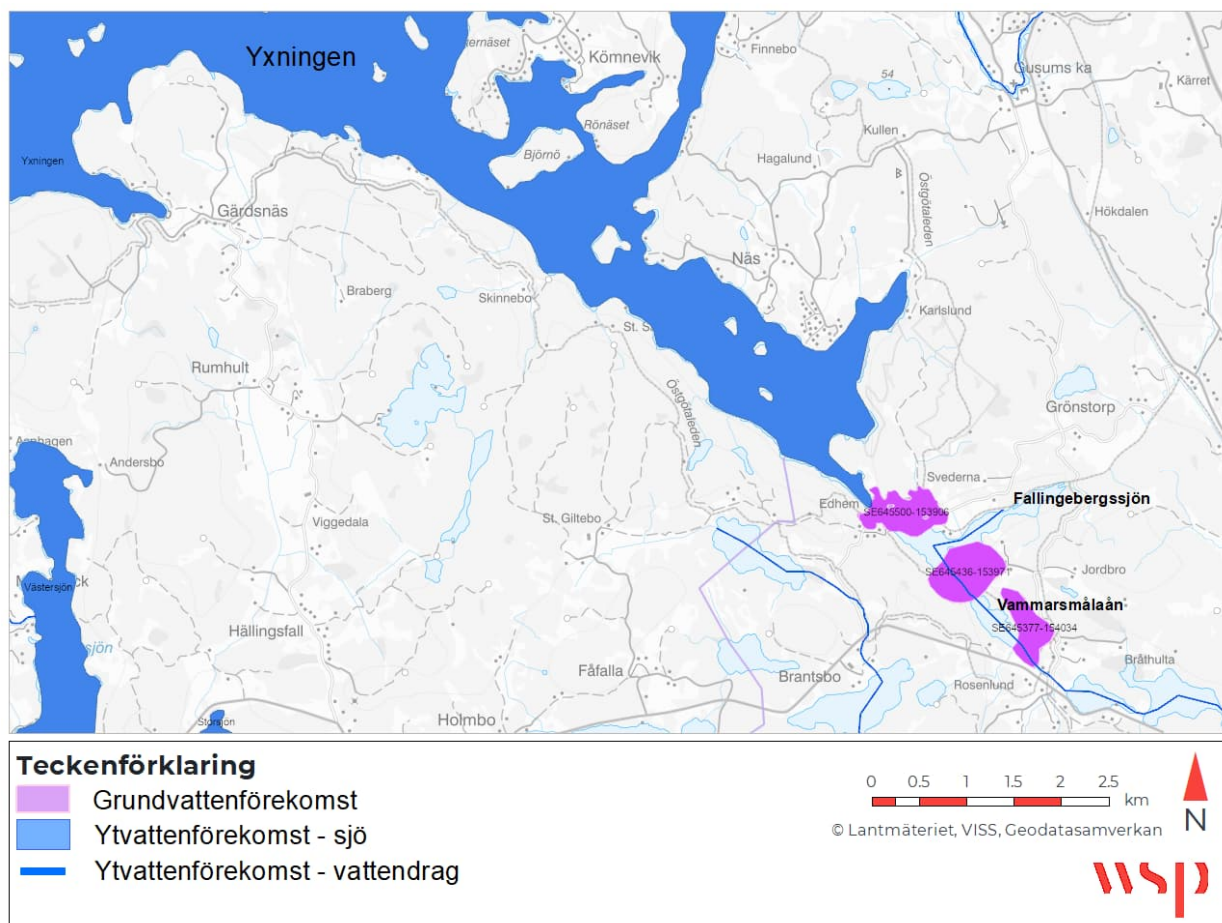 Yxningen
Kömnevik
Finnebo
54
Gusums ka
Kärret
Rönäset
Björnö
Kullen
Hagalund
Östgötaleden
Hökdalen
Yxningen
Gärdsnäs
Näs
Braberg
Skinnebo
Karlslund
St. S
Rumhult
Östgötaleden
Grönstorp
Andersbo
Svederna
Fallingebergssjön
Edhem
SE645500-153906
Viggedala
St. Giltebo
SE645436-153971
Jordbro
Västersjön
Vammarsmålaån
SE645377-154034
Hällingsfall
sjön
Bråthulta
Fåfalla
Brantsbo
Rosenlund
Storsjön
Holmbo
Teckenförklaring
Grundvattenförekomst
Ytvattenförekomst - sjö
Ytvattenförekomst - vattendrag
0 0.5 1 1.5 2 2.5
km
© Lantmäteriet, VISS, Geodatasamverkan
N
wsp